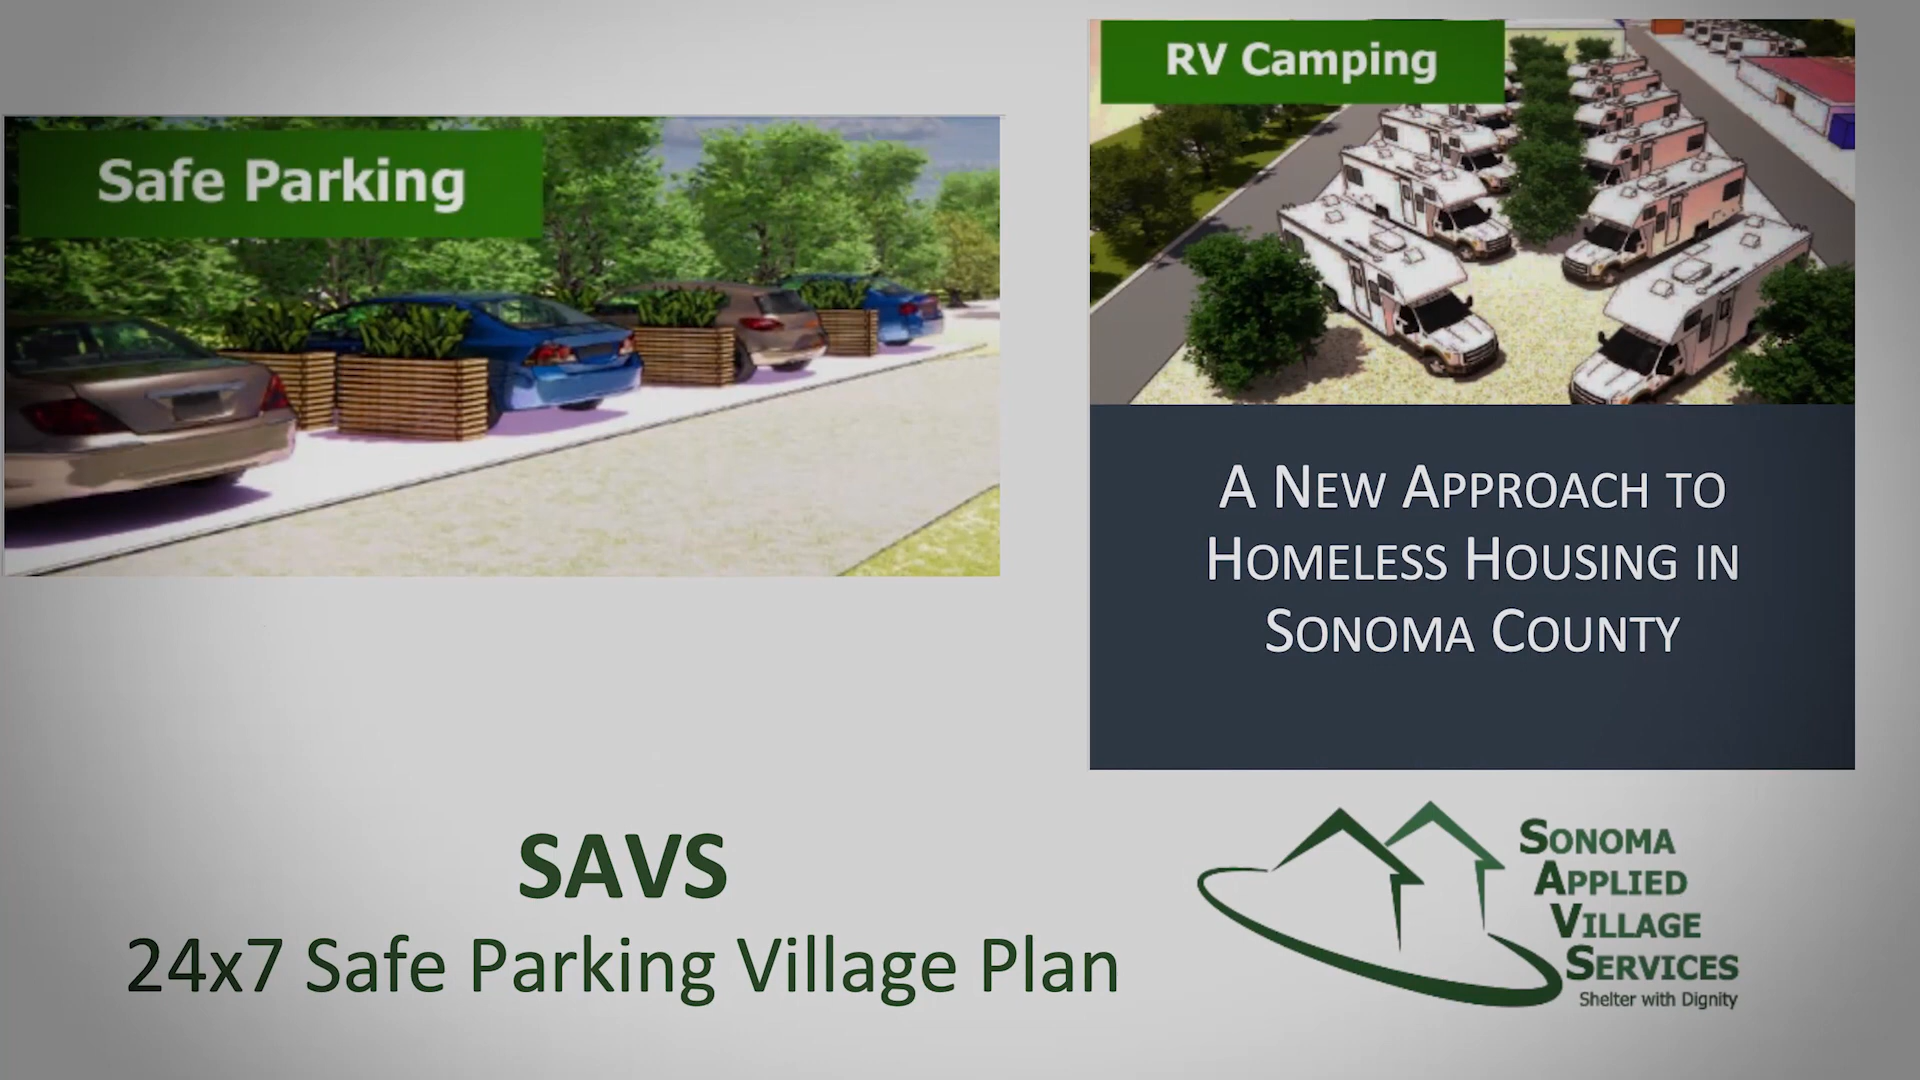 Safe Parking
RV Camping
A New Approach to
Homeless Housing in
Sonoma County
SAVS
24x7 Safe Parking Village Plan
Sonoma
Applied
Village
Services
Shelter with Dignity